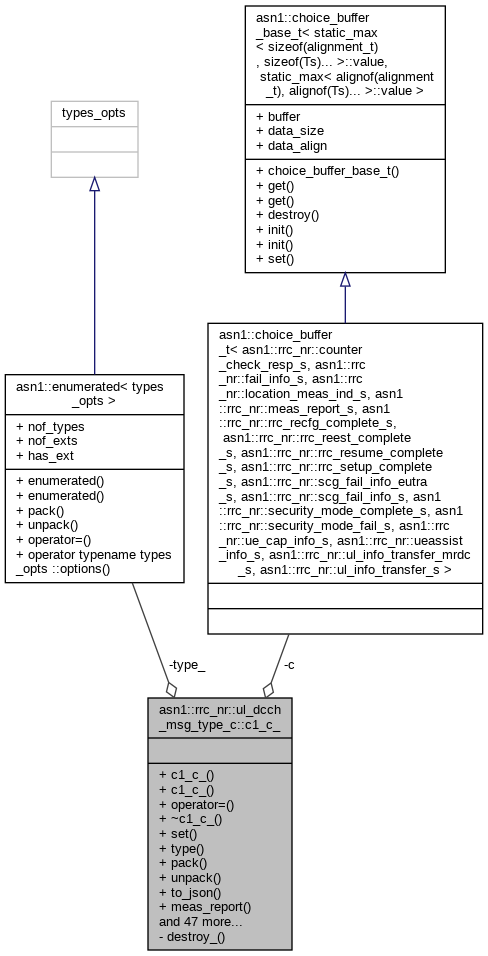 asn1::choice_buffer
_base_t< static_max
< sizeof(alignment_t)
, sizeof(Ts)... >::value,
static_max< alignof(alignment
_t), alignof(Ts)... >::value >
+ buffer
+ data_size
+ data_align
+ choice_buffer_base_t()
+ get()
+ get()
+ destroy()
+ init()
+ init()
+ set()
types_opts
asn1::enumerated< types
_opts >
+ nof_types
+ nof_exts
+ has_ext
+ enumerated()
+ enumerated()
+ pack()
+ unpack()
+ operator=()
+ operator typename types
_opts ::options()
asn1::choice_buffer
_t< asn1::rrc_nr::counter
_check_resp_s, asn1::rrc
_nr::fail_info_s, asn1::rrc
_nr::location_meas_ind_s, asn1
::rrc_nr::meas_report_s, asn1
::rrc_nr::rrc_recfg_complete_s,
asn1::rrc_nr::rrc_reest_complete
_s, asn1::rrc_nr::rrc_resume_complete
_s, asn1::rrc_nr::rrc_setup_complete
_s, asn1::rrc_nr::scg_fail_info_eutra
_s, asn1::rrc_nr::scg_fail_info_s, asn1
::rrc_nr::security_mode_complete_s, asn1
::rrc_nr::security_mode_fail_s, asn1::rrc
_nr::ue_cap_info_s, asn1::rrc_nr::ueassist
_info_s, asn1::rrc_nr::ul_info_transfer_mrdc
_s, asn1::rrc_nr::ul_info_transfer_s >
-type_
-c
asn1::rrc_nr::ul_dcch
_msg_type_c::c1_c_
+ c1_c_()
+ c1_c_()
+ operator=()
+ ~c1_c_()
+ set()
+ type()
+ pack()
+ unpack()
+ to_json()
+ meas_report()
and 47 more...
- destroy_()